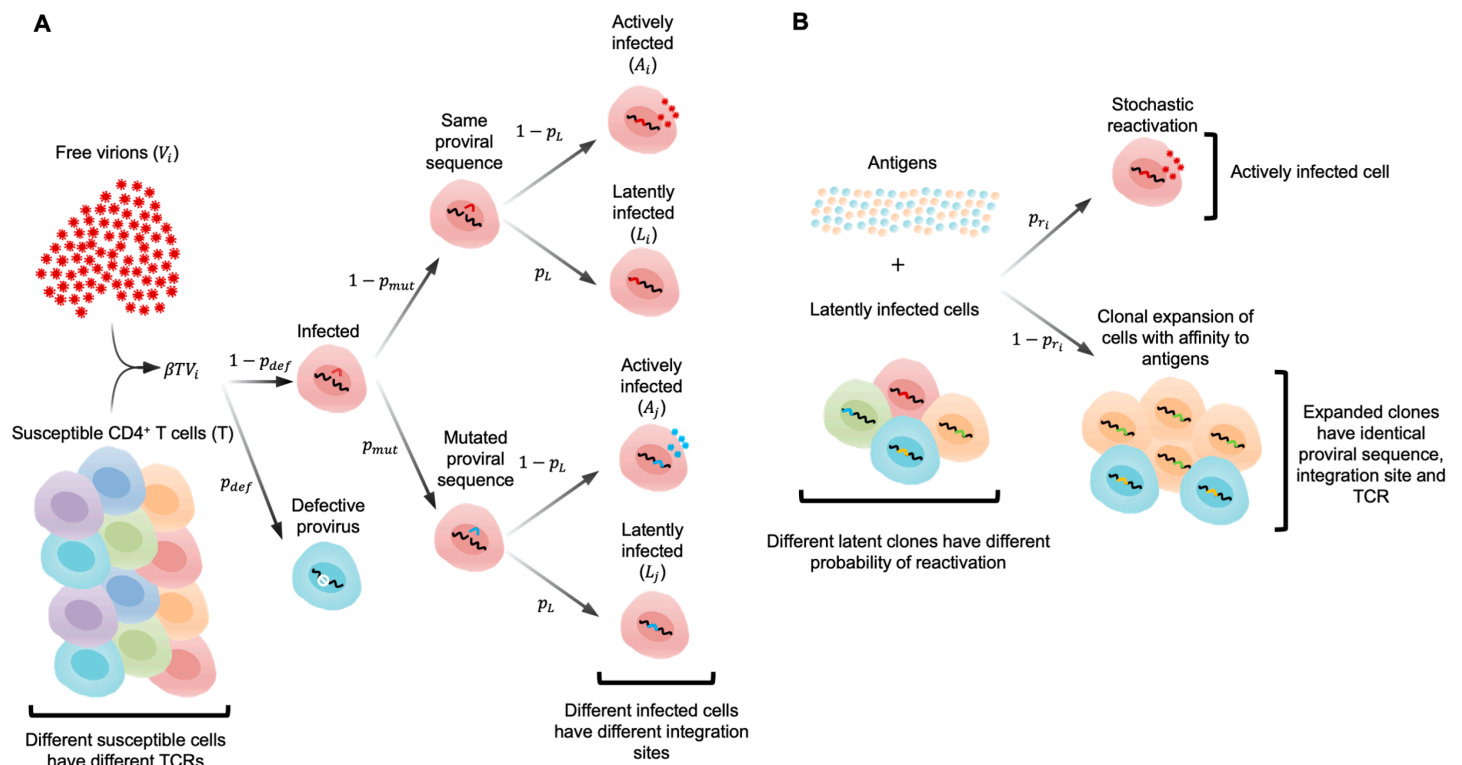 A
Free virions (V_i)
βTV_i
Susceptible CD4⁺ T cells (T)
Different susceptible cells
have different TCRs
1 − p_def
p_def
Infected
Defective
provirus
1 − p_mut
p_mut
Same
proviral
sequence
Mutated
proviral
sequence
1 − p_L
p_L
1 − p_L
p_L
Actively
infected
(A_i)
Latently
infected
(L_i)
Actively
infected
(A_j)
Latently
infected
(L_j)
Different infected cells
have different integration
sites
B
Antigens
+
Latently infected cells
Different latent clones have different
probability of reactivation
p_{r_i}
1 − p_{r_i}
Stochastic
reactivation
Actively infected cell
Clonal expansion of
cells with affinity to
antigens
Expanded clones
have identical
proviral sequence,
integration site and
TCR